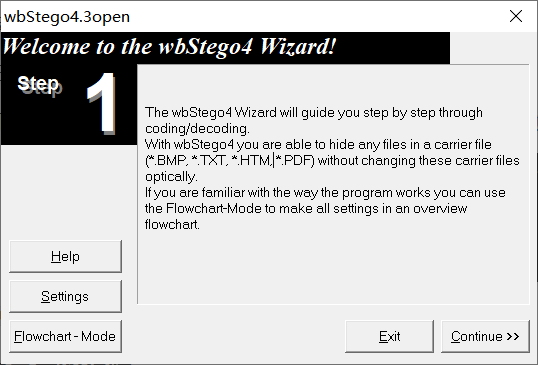 wbStego4.3open
Welcome to the wbStego4 Wizard!
Step 1
The wbStego4 Wizard will guide you step by step through
coding/decoding.
With wbStego4 you are able to hide any files in a carrier file
(*.BMP, *.TXT, *.HTM, *.PDF) without changing these carrier files
optically.
If you are familiar with the way the program works you can use
the Flowchart-Mode to make all settings in an overview
flowchart.
Help
Settings
Flowchart - Mode
Exit
Continue >>